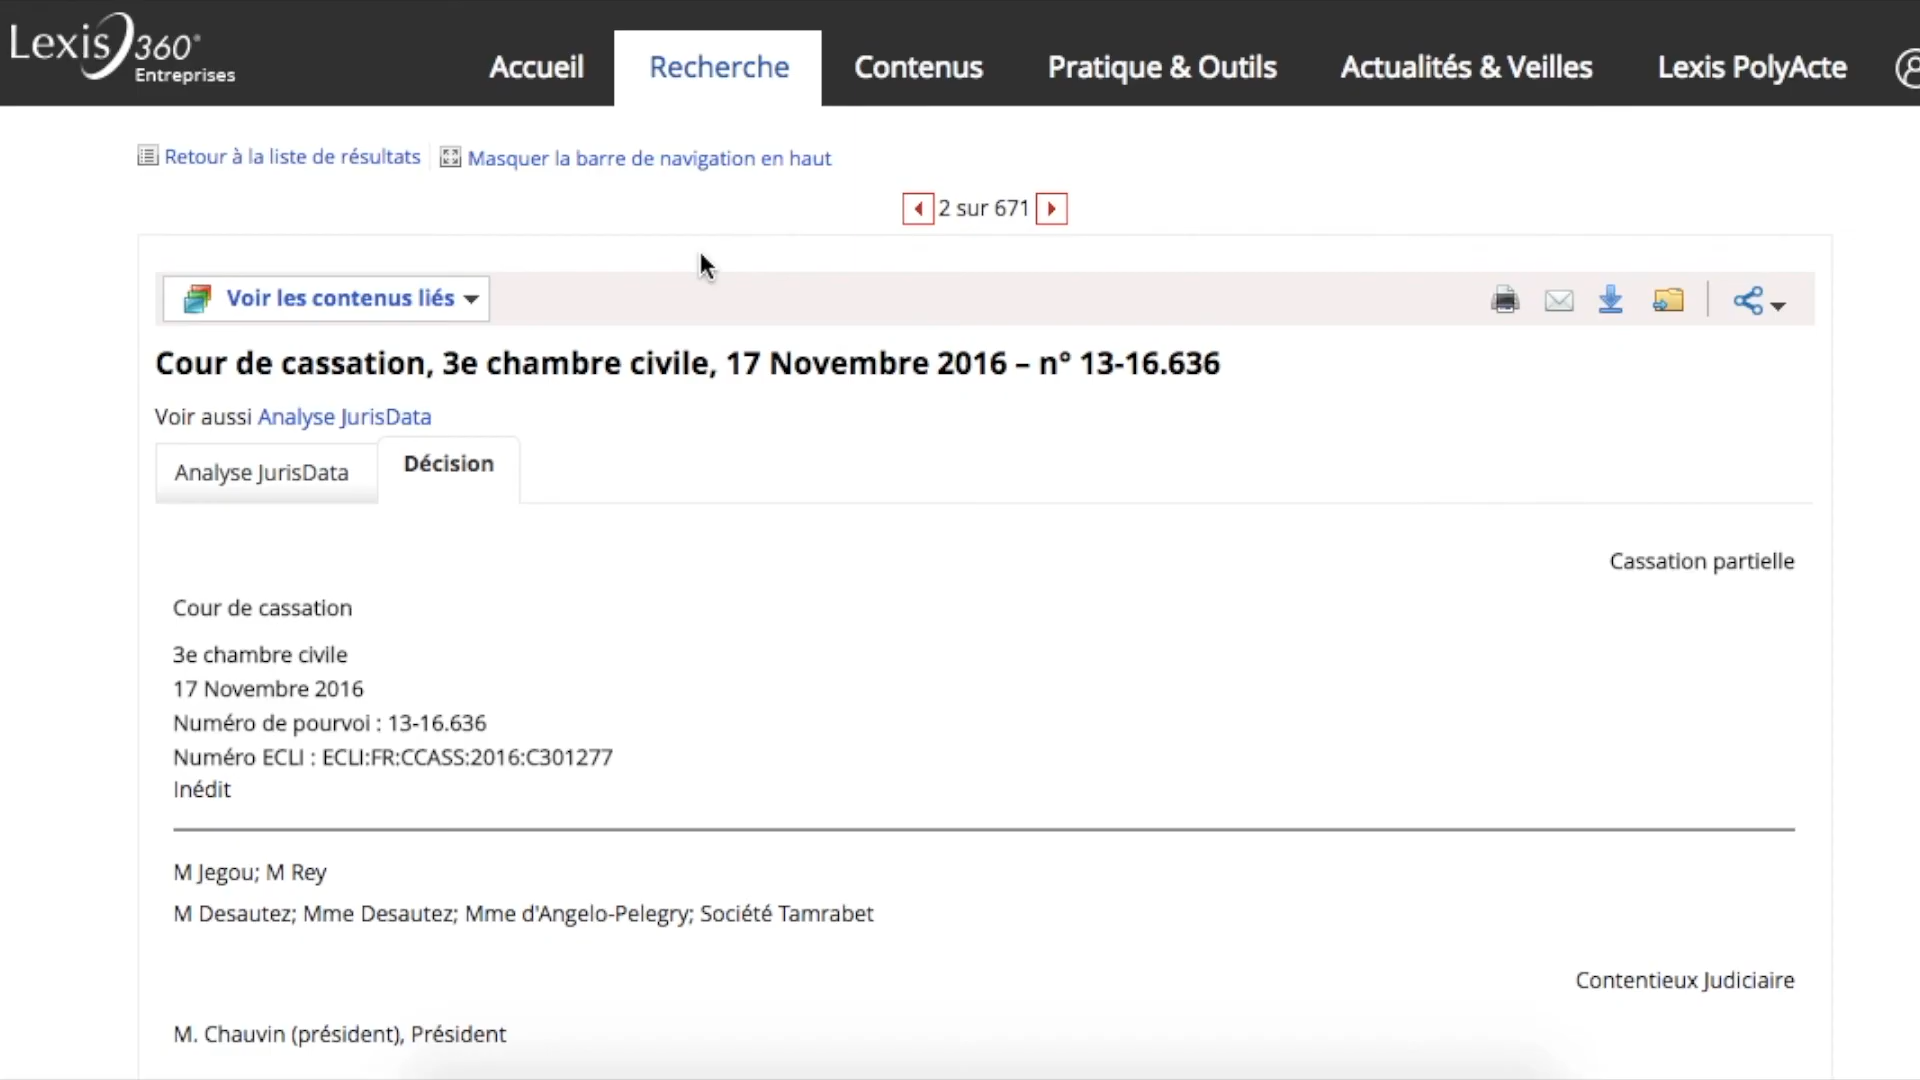 Lexis 360®
Entreprises
Accueil
Recherche
Contenus
Pratique & Outils
Actualités & Veilles
Lexis PolyActe
Retour à la liste de résultats
Masquer la barre de navigation en haut
2 sur 671
Voir les contenus liés
Cour de cassation, 3e chambre civile, 17 Novembre 2016 – n° 13-16.636
Voir aussi Analyse JurisData
Analyse JurisData
Décision
Cassation partielle
Cour de cassation
3e chambre civile
17 Novembre 2016
Numéro de pourvoi : 13-16.636
Numéro ECLI : ECLI:FR:CCASS:2016:C301277
Inédit
M Jegou; M Rey
M Desautez; Mme Desautez; Mme d'Angelo-Pelegry; Société Tamrabet
Contentieux Judiciaire
M. Chauvin (président), Président